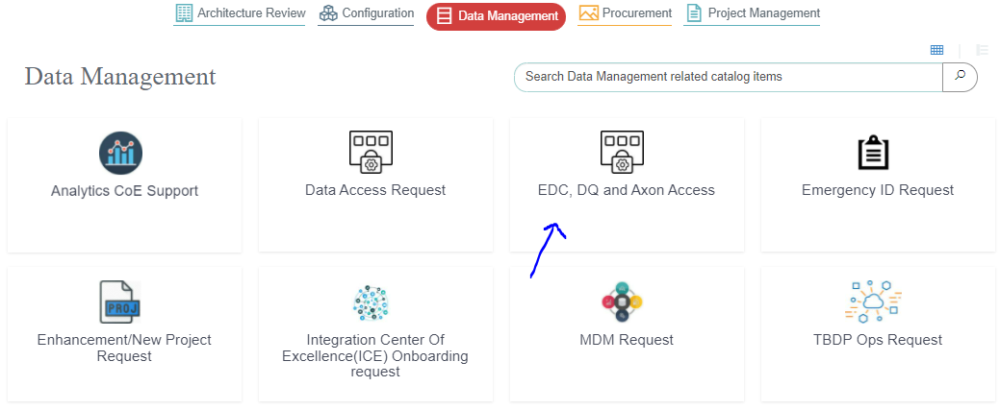 Architecture Review Configuration Data Management Procurement Project Management
Data Management
Search Data Management related catalog items
Analytics CoE Support
Data Access Request
EDC, DQ and Axon Access
Emergency ID Request
PROJ
Enhancement/New Project
Request
Integration Center Of
Excellence(ICE) Onboarding
request
MDM Request
TBDP Ops Request